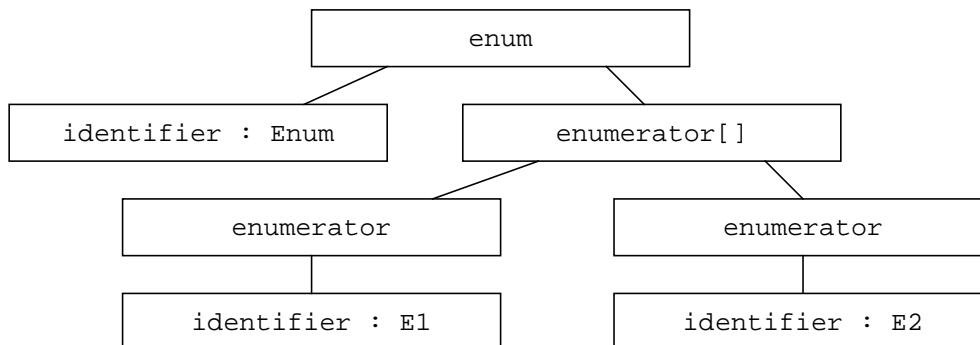 enum
identifier : Enum
enumerator[]
enumerator
enumerator
identifier : E1
identifier : E2